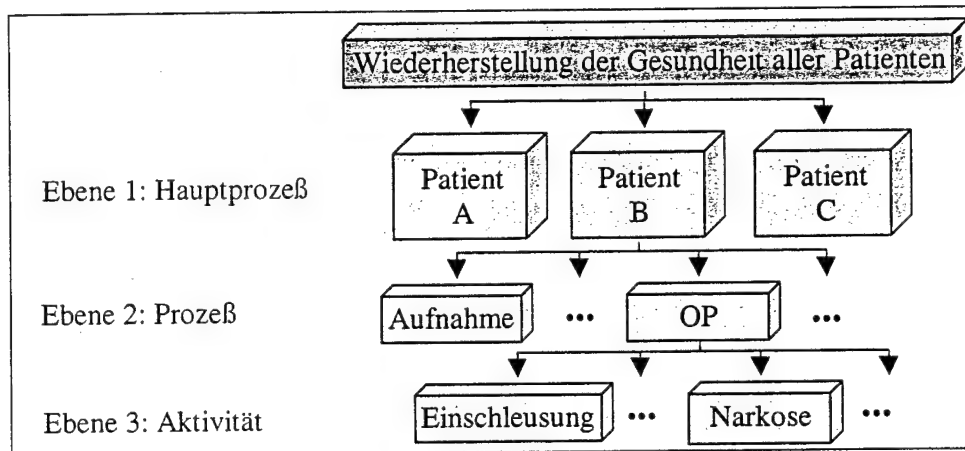 Wiederherstellung der Gesundheit aller Patienten
Ebene 1: Hauptprozeß
Patient
A
Patient
B
Patient
C
Ebene 2: Prozeß
Aufnahme ••• OP •••
Ebene 3: Aktivität
Einschleusung ••• Narkose •••